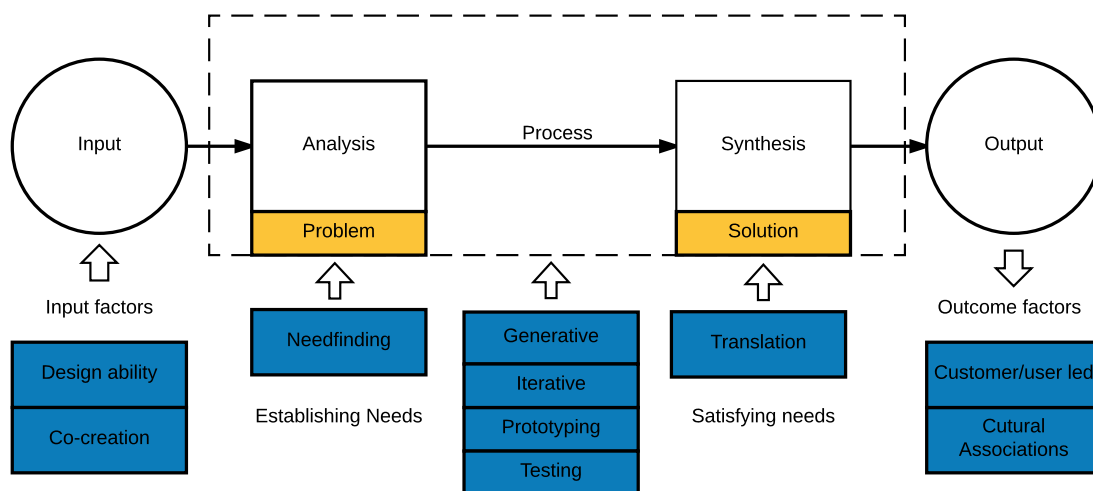 Input
Analysis
Process
Synthesis
Output
Problem
Solution
Input factors
Outcome factors
Needfinding
Generative
Translation
Design ability
Iterative
Customer/user led
Establishing Needs
Satisfying needs
Co-creation
Prototyping
Cutural
Associations
Testing